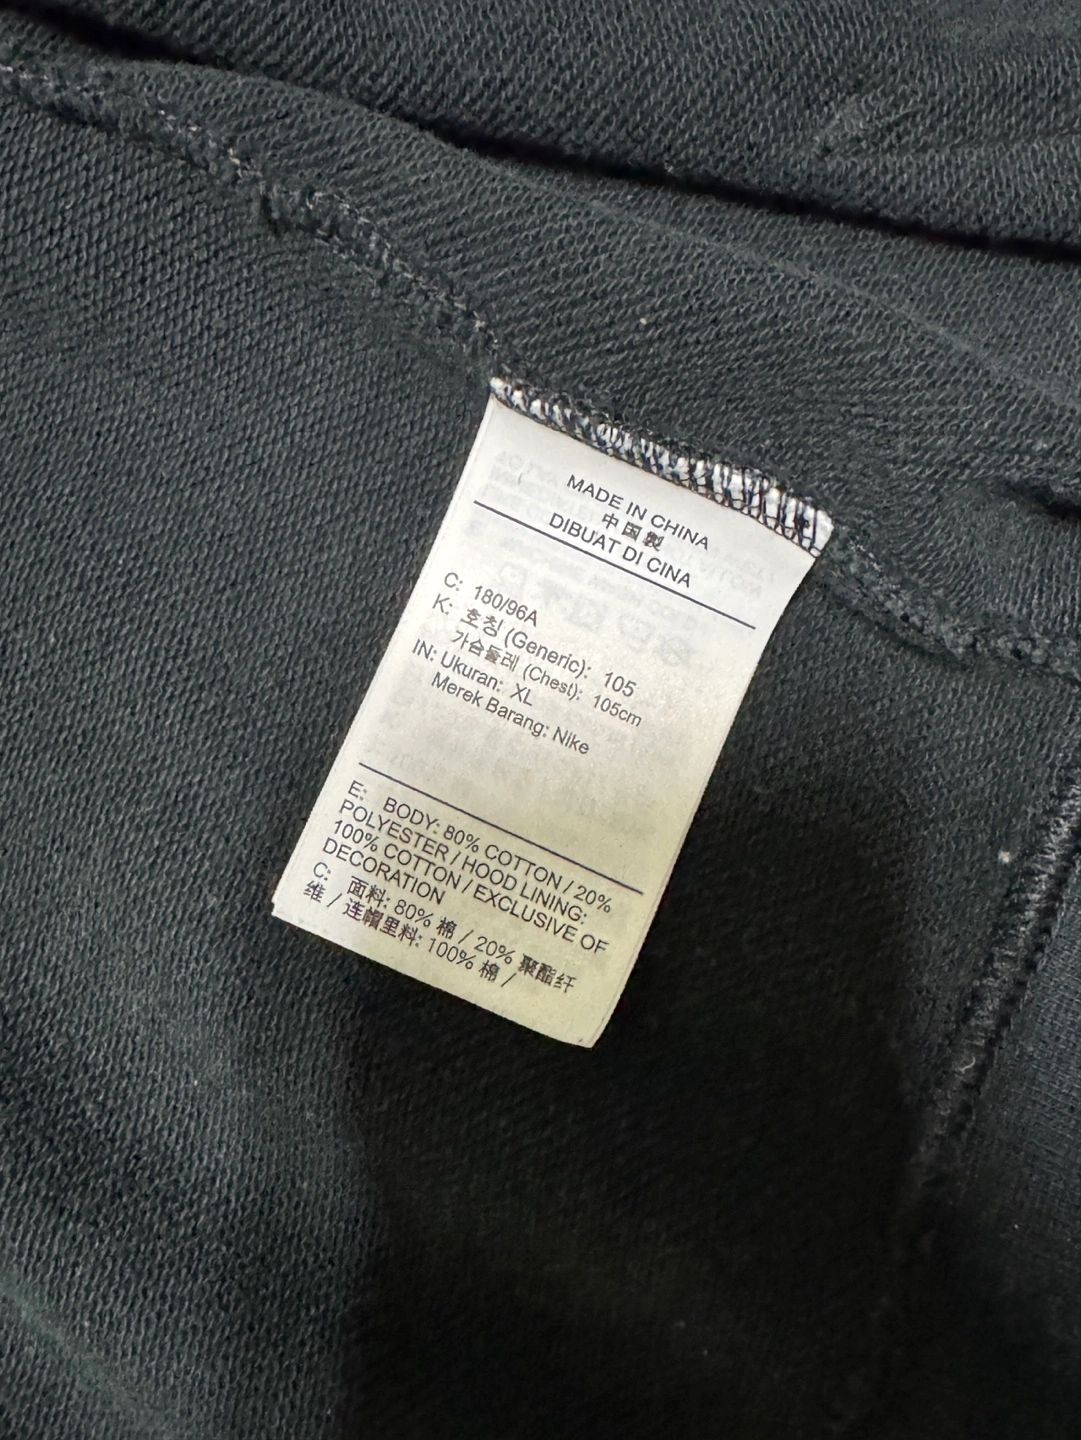 MADE IN CHINA
中国製
DIBUAT DI CINA
C: 180/96A
K: 호칭 (Generic): 105
가슴둘레 (Chest): 105cm
IN: Ukuran: XL
Merek Barang: Nike
E: BODY: 80% COTTON / 20%
POLYESTER / HOOD LINING:
100% COTTON / EXCLUSIVE OF
DECORATION
C: 面料: 80% 棉 / 20% 聚酯纤
维 / 连帽里料: 100% 棉 /